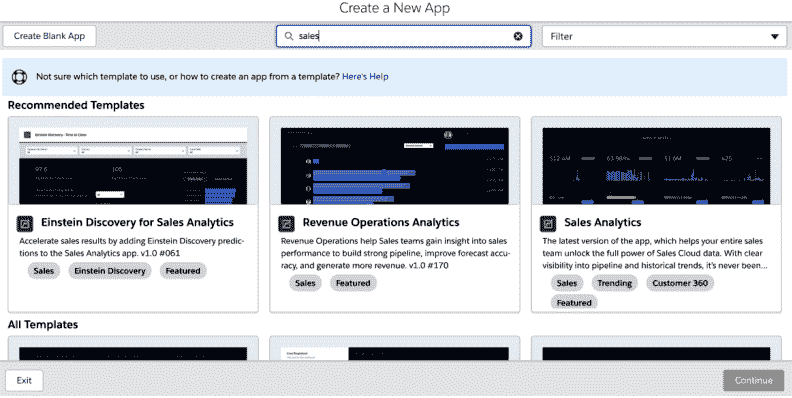 Create a New App
Create Blank App
sales
Filter
Not sure which template to use, or how to create an app from a template? Here's Help
Recommended Templates
Einstein Discovery for Sales Analytics
Accelerate sales results by adding Einstein Discovery predic-
tions to the Sales Analytics app. v1.0 #061
Sales
Einstein Discovery
Featured
Revenue Operations Analytics
Revenue Operations help Sales teams gain insight into sales
performance to build strong pipeline, improve forecast accu-
racy, and generate more revenue. v1.0 #170
Sales
Featured
Sales Analytics
The latest version of the app, which helps your entire sales
team unlock the full power of Sales Cloud data. With clear
visibility into pipeline and historical trends, it's never been...
Sales
Trending
Customer 360
Featured
All Templates
Exit
Continue